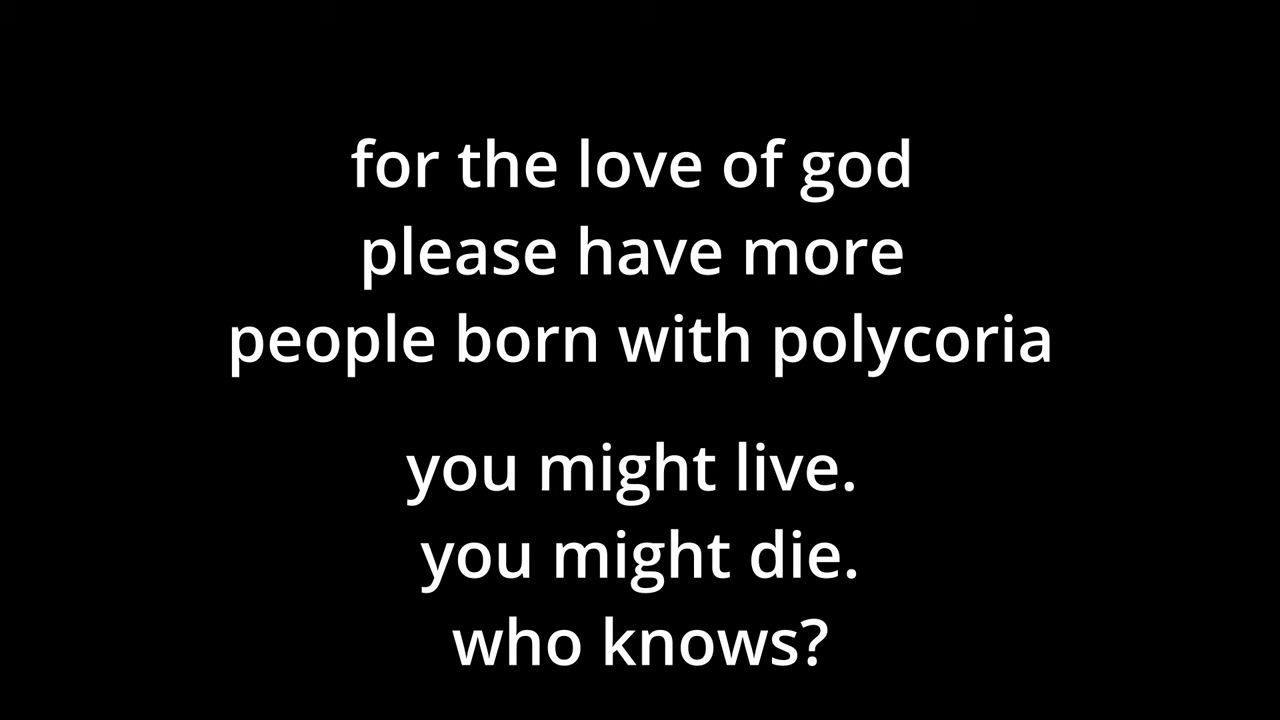 for the love of god
please have more
people born with polycoria
you might live.
you might die.
who knows?